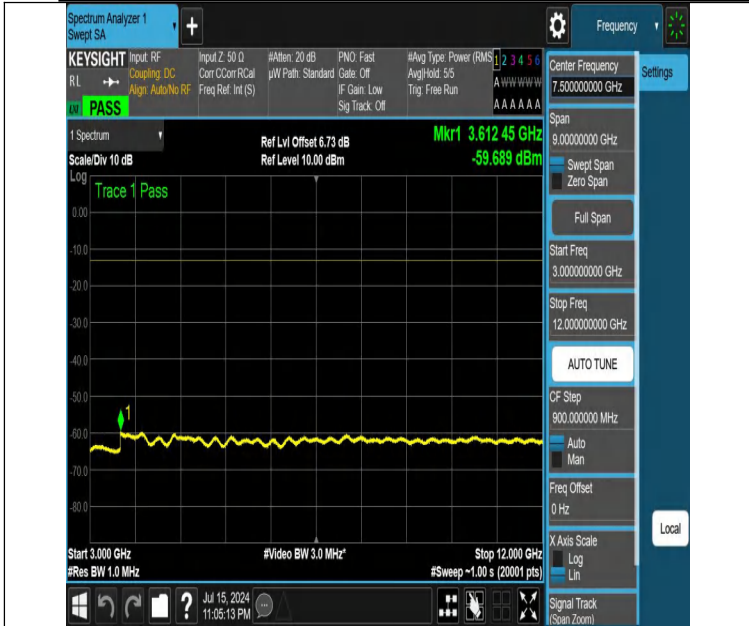 Spectrum Analyzer 1
Swept SA
+
Frequency
KEYSIGHT
RL
LXI PASS
Input: RF
Coupling: DC
Align: Auto/No RF
Input Z: 50 Ω
Corr CCorr RCal
Freq Ref: Int (S)
#Atten: 20 dB
µW Path: Standard
PNO: Fast
Gate: Off
IF Gain: Low
Sig Track: Off
#Avg Type: Power (RMS
Avg|Hold: 5/5
Trig: Free Run
1 2 3 4 5 6
A W W W W W
A A A A A A
1 Spectrum
Scale/Div 10 dB
Ref Lvl Offset 6.73 dB
Ref Level 10.00 dBm
Mkr1 3.612 45 GHz
-59.689 dBm
Log
Trace 1 Pass
0.00
-10.0
-20.0
-30.0
-40.0
-50.0
-60.0
-70.0
-80.0
1
Start 3.000 GHz
#Res BW 1.0 MHz
#Video BW 3.0 MHz*
Stop 12.000 GHz
#Sweep ~1.00 s (20001 pts)
Center Frequency
7.500000000 GHz
Settings
Span
9.00000000 GHz
Swept Span
Zero Span
Full Span
Start Freq
3.000000000 GHz
Stop Freq
12.000000000 GHz
AUTO TUNE
CF Step
900.000000 MHz
Auto
Man
Freq Offset
0 Hz
X Axis Scale
Log
Lin
Local
Signal Track
(Span Zoom)
?
Jul 15, 2024
11:05:13 PM